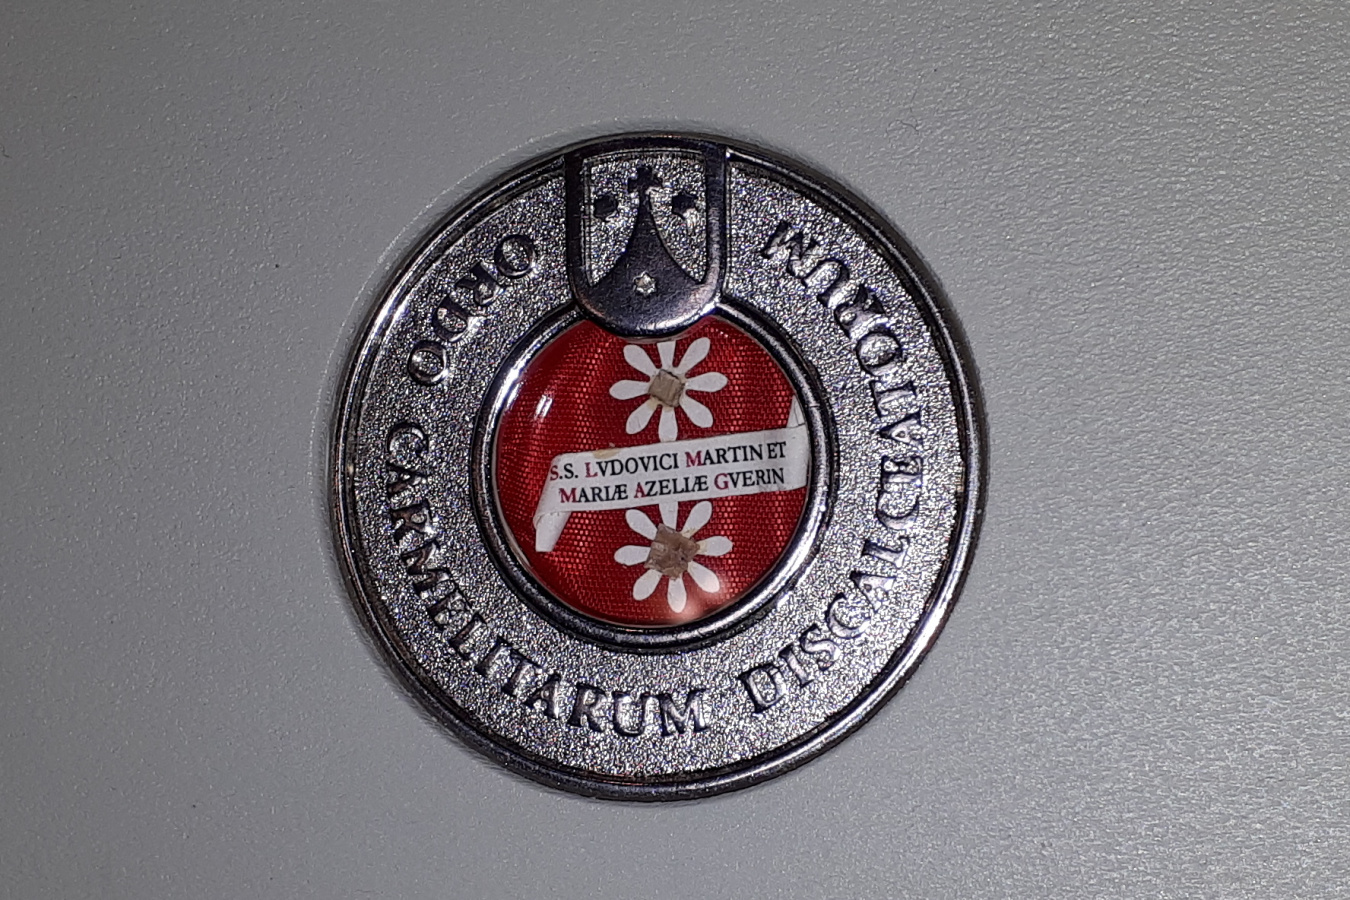 ORDO CARMELITARUM DISCALCEATORUM
S.S. LVDOVICI MARTIN ET
MARIÆ AZELIÆ GVERIN